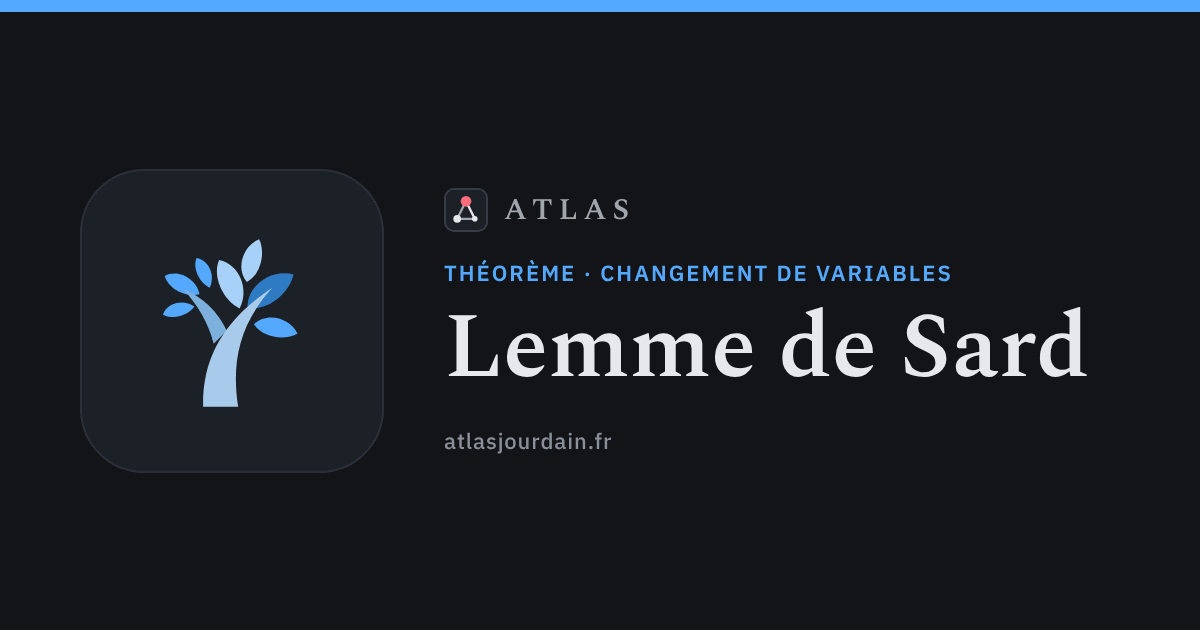 ATLAS
THÉORÈME · CHANGEMENT DE VARIABLES
Lemme de Sard
atlasjourdain.fr